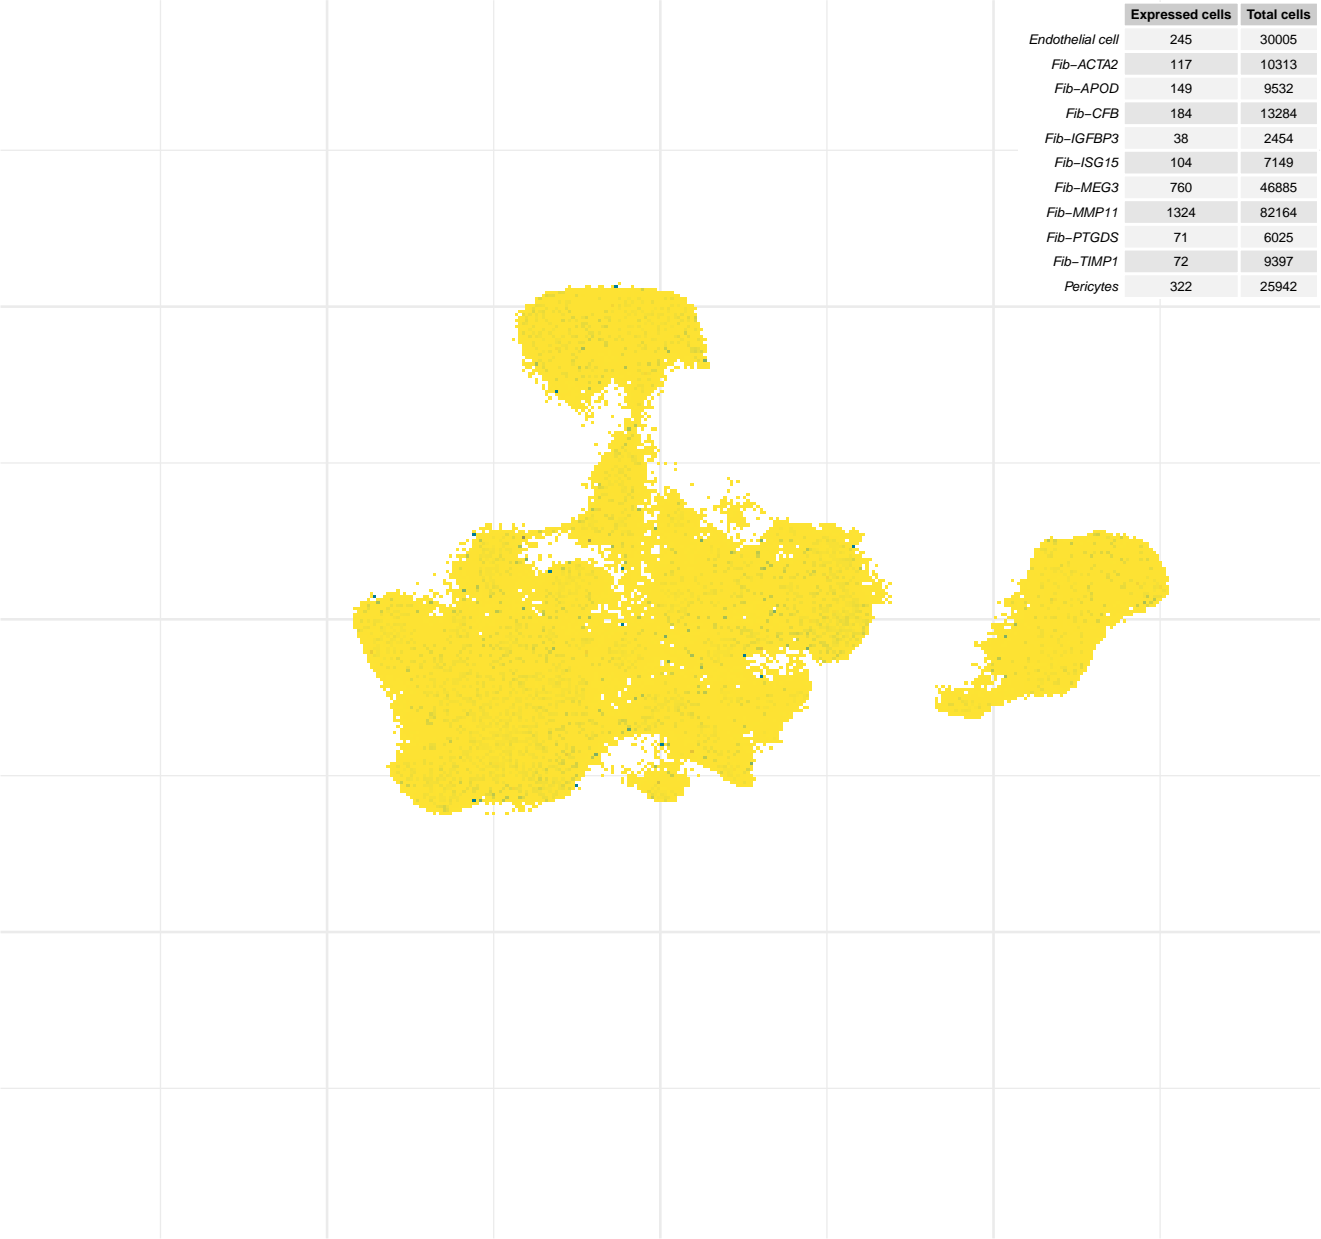 Expressed cells Total cells
Endothelial cell 245 30005
Fib−ACTA2 117 10313
Fib−APOD 149 9532
Fib−CFB 184 13284
Fib−IGFBP3 38 2454
Fib−ISG15 104 7149
Fib−MEG3 760 46885
Fib−MMP11 1324 82164
Fib−PTGDS 71 6025
Fib−TIMP1 72 9397
Pericytes 322 25942